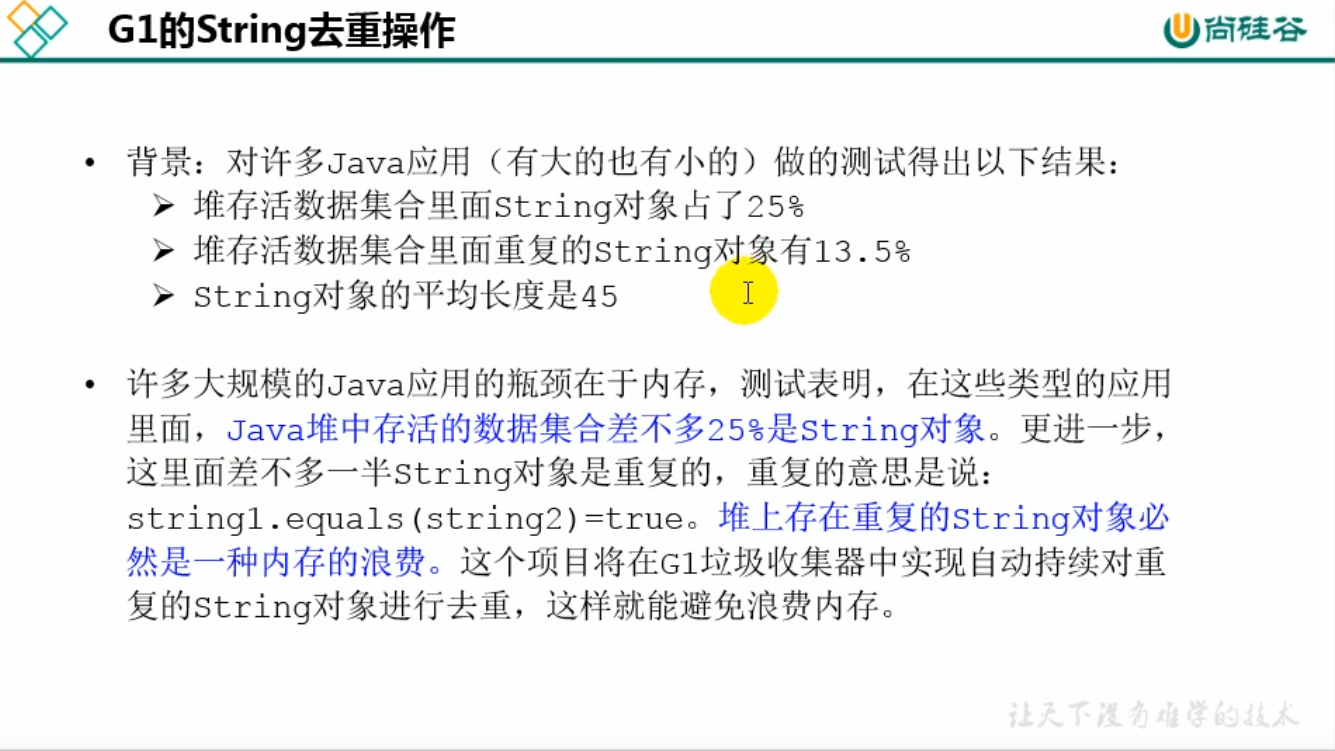 G1的String去重操作
尚硅谷
• 背景：对许多Java应用（有大的也有小的）做的测试得出以下结果：
➢ 堆存活数据集合里面String对象占了25%
➢ 堆存活数据集合里面重复的String对象有13.5%
➢ String对象的平均长度是45
• 许多大规模的Java应用的瓶颈在于内存，测试表明，在这些类型的应用
里面，Java堆中存活的数据集合差不多25%是String对象。更进一步，
这里面差不多一半String对象是重复的，重复的意思是说：
string1.equals(string2)=true。堆上存在重复的String对象必
然是一种内存的浪费。这个项目将在G1垃圾收集器中实现自动持续对重
复的String对象进行去重，这样就能避免浪费内存。
让天下没有难学的技术